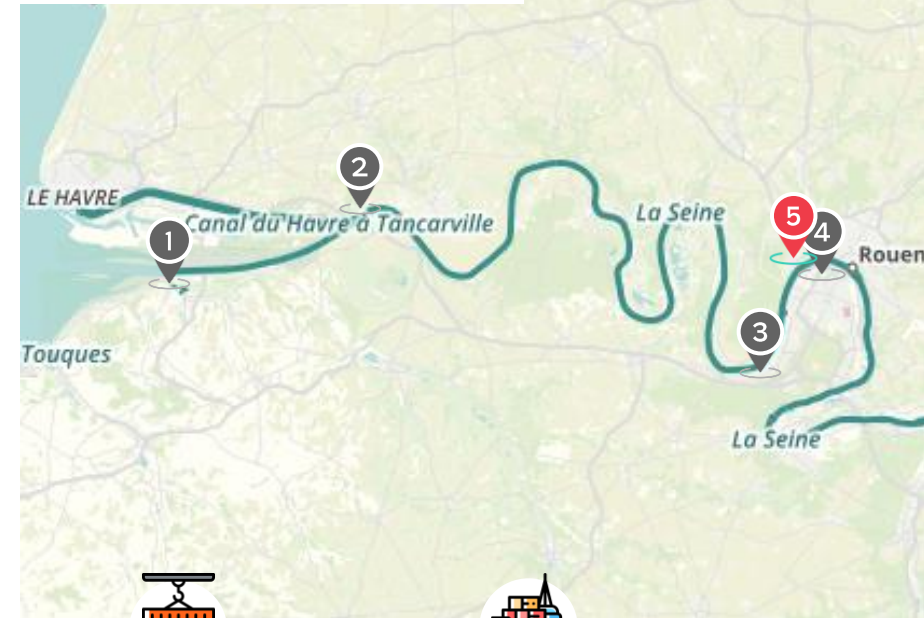 2
LE HAVRE
Canal du Havre à Tancarville
La Seine
5
4
1
Rouen
3
Touques
La Seine